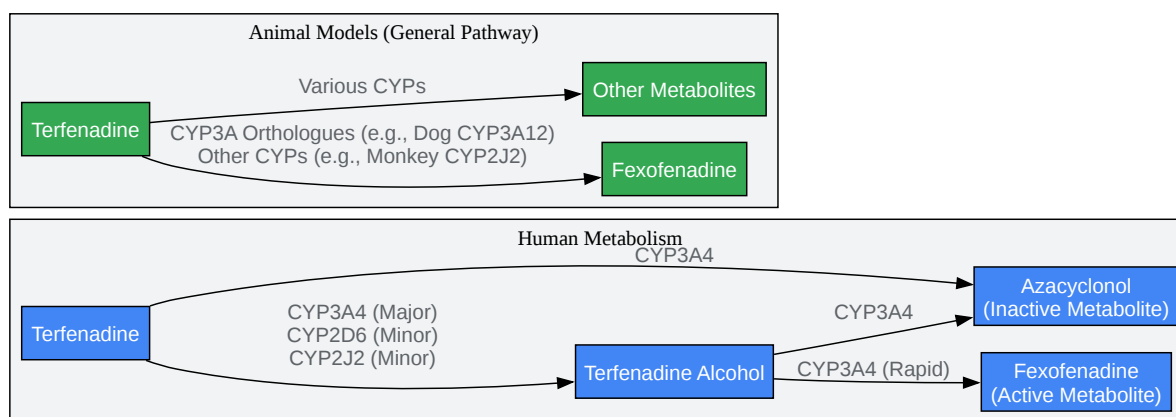 Animal Models (General Pathway)
Various CYPs
Other Metabolites
Terfenadine
CYP3A Orthologues (e.g., Dog CYP3A12)
Other CYPs (e.g., Monkey CYP2J2)
Fexofenadine
Human Metabolism
CYP3A4
Azacyclonol
(Inactive Metabolite)
Terfenadine
CYP3A4 (Major)
CYP2D6 (Minor)
CYP2J2 (Minor)
CYP3A4
Terfenadine Alcohol
CYP3A4 (Rapid)
Fexofenadine
(Active Metabolite)